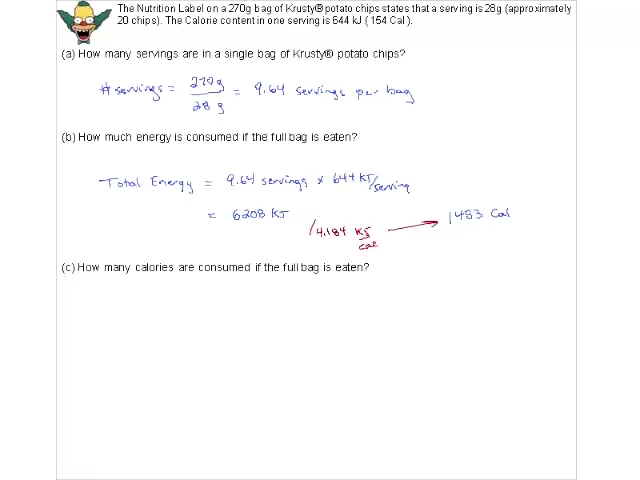 The Nutrition Label on a 270g bag of Krusty® potato chips states that a serving is 28g (approximately
20 chips). The Calorie content in one serving is 644 kJ ( 154 Cal ).
(a) How many servings are in a single bag of Krusty® potato chips?
# servings = 270 g / 28 g = 9.64 servings per bag
(b) How much energy is consumed if the full bag is eaten?
Total Energy = 9.64 servings × 644 KJ/serving
= 6208 KJ /4.184 KJ/cal → 1483 Cal
(c) How many calories are consumed if the full bag is eaten?